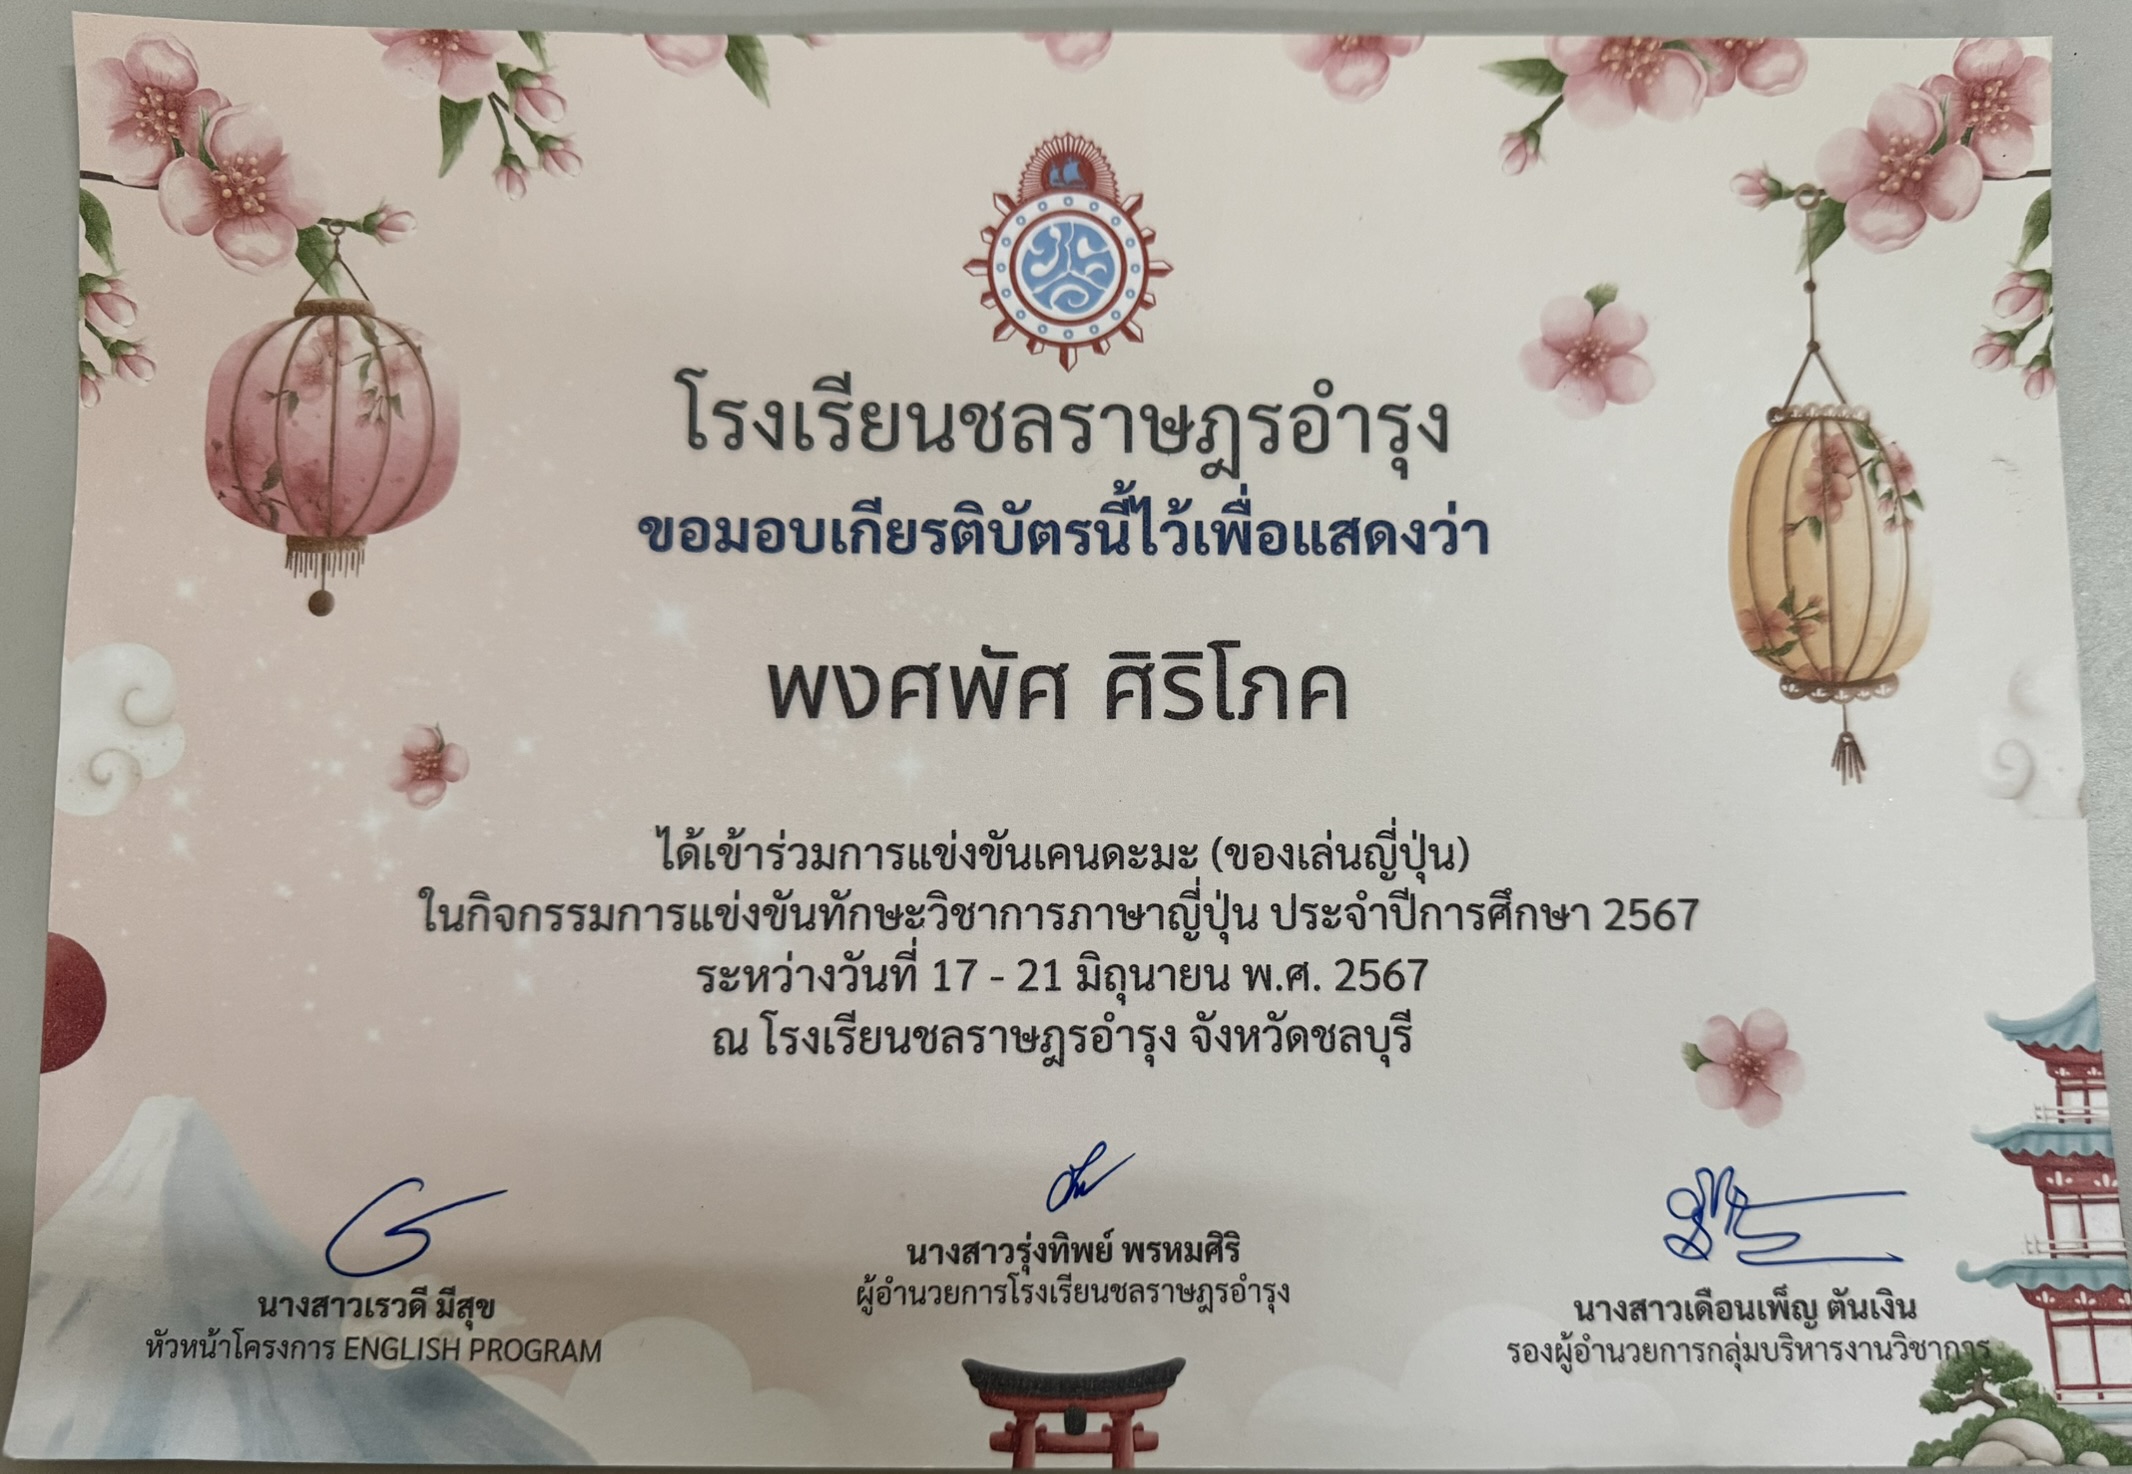 โรงเรียนชลราษฎรอำรุง
ขอมอบเกียรติบัตรนี้ไว้เพื่อแสดงว่า
พงศพัศ ศิริโภค
ได้เข้าร่วมการแข่งขันเคนดะมะ (ของเล่นญี่ปุ่น)
ในกิจกรรมการแข่งขันทักษะวิชาการภาษาญี่ปุ่น ประจำปีการศึกษา 2567
ระหว่างวันที่ 17 - 21 มิถุนายน พ.ศ. 2567
ณ โรงเรียนชลราษฎรอำรุง จังหวัดชลบุรี
นางสาวเรวดี มีสุข
หัวหน้าโครงการ ENGLISH PROGRAM
นางสาวรุ่งทิพย์ พรหมศิริ
ผู้อำนวยการโรงเรียนชลราษฎรอำรุง
นางสาวเดือนเพ็ญ ตันเงิน
รองผู้อำนวยการกลุ่มบริหารงานวิชาการ